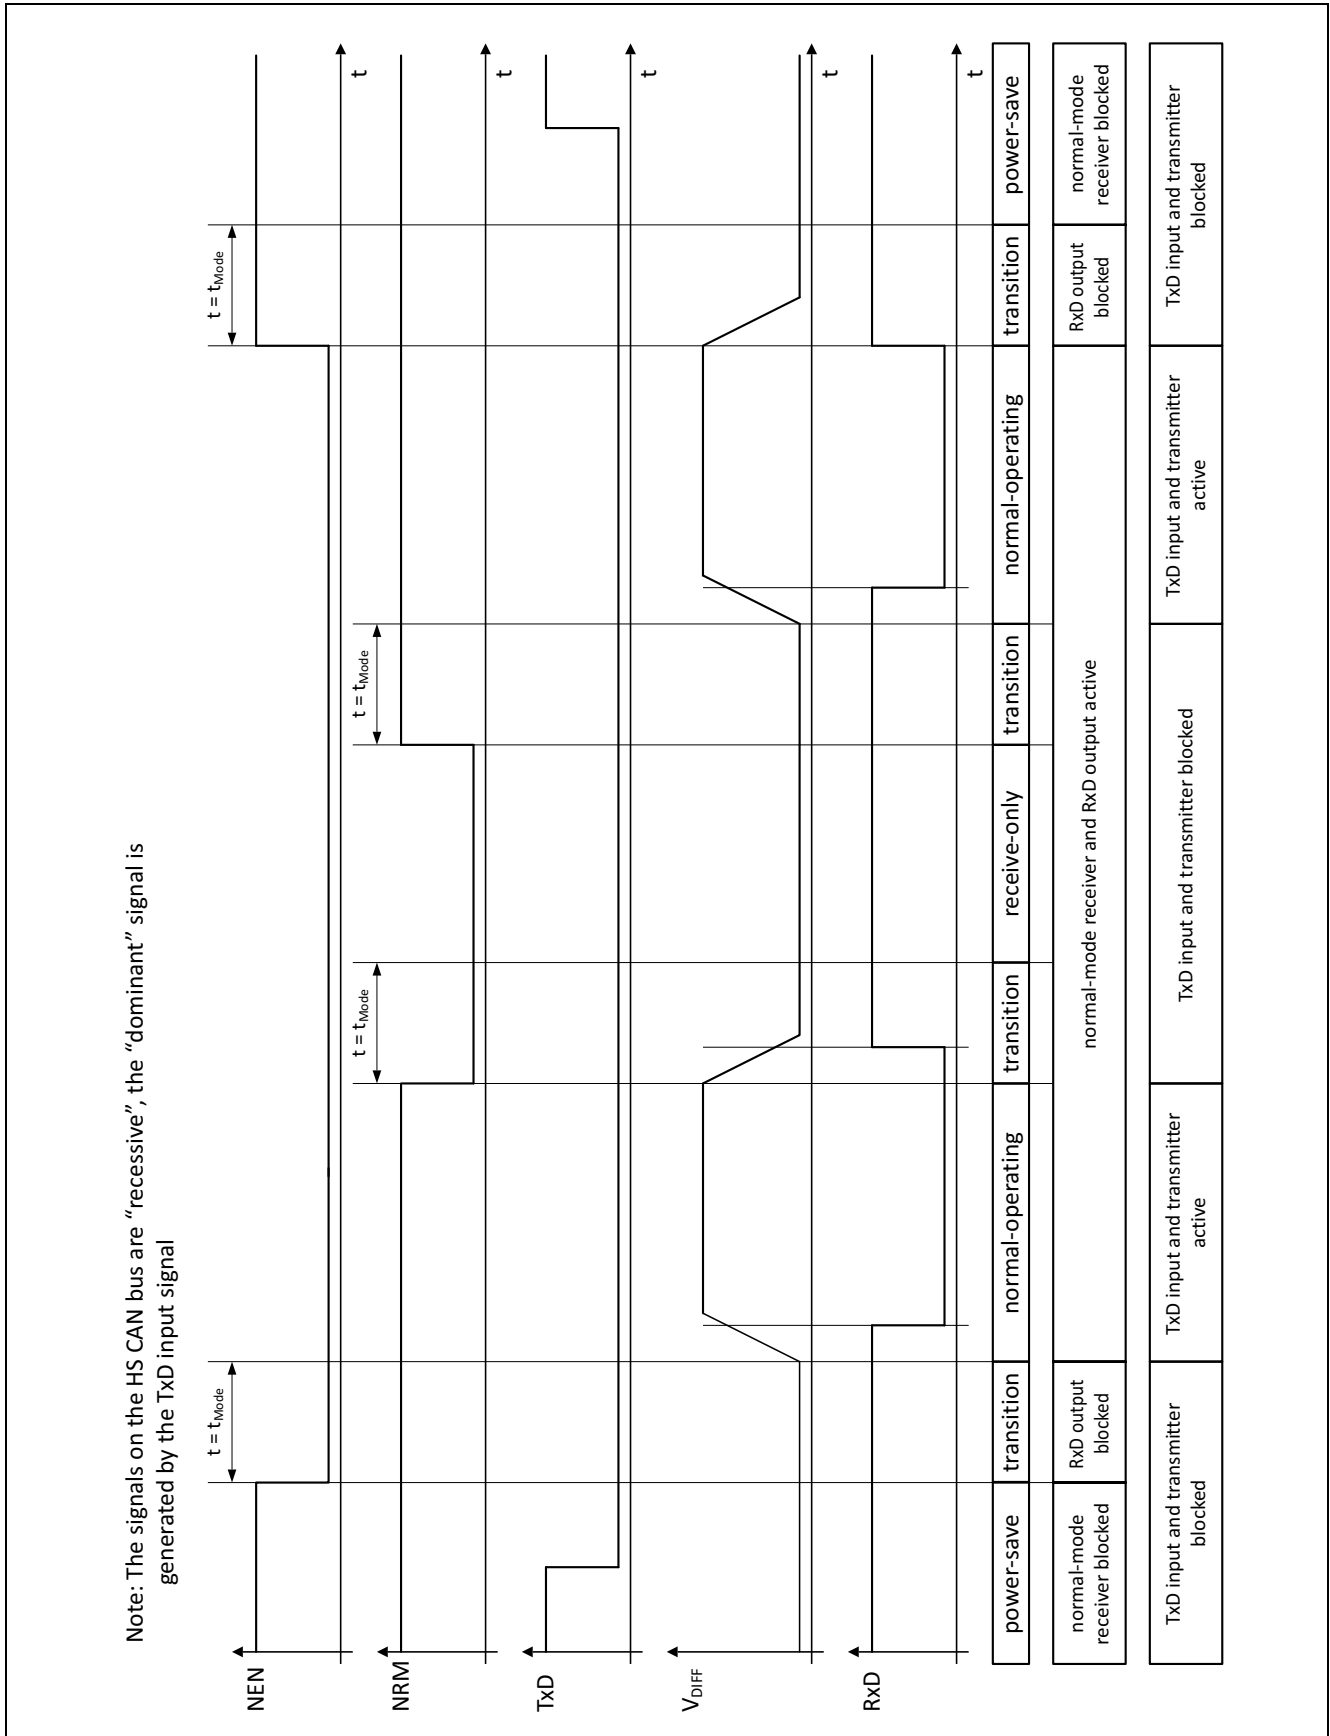 Note: The signals on the HS CAN bus are “recessive”, the “dominant” signal is
generated by the TxD input signal
NEN
t = tMode
t = tMode
t
NRM
t = tMode
t = tMode
t
TxD
t
VDIFF
t
RxD
t
power-save
transition
normal-operating
transition
receive-only
transition
normal-operating
transition
power-save
normal-mode
receiver blocked
RxD output
blocked
normal-mode receiver and RxD output active
RxD output
blocked
normal-mode
receiver blocked
TxD input and transmitter
blocked
TxD input and transmitter
active
TxD input and transmitter blocked
TxD input and transmitter
active
TxD input and transmitter
blocked